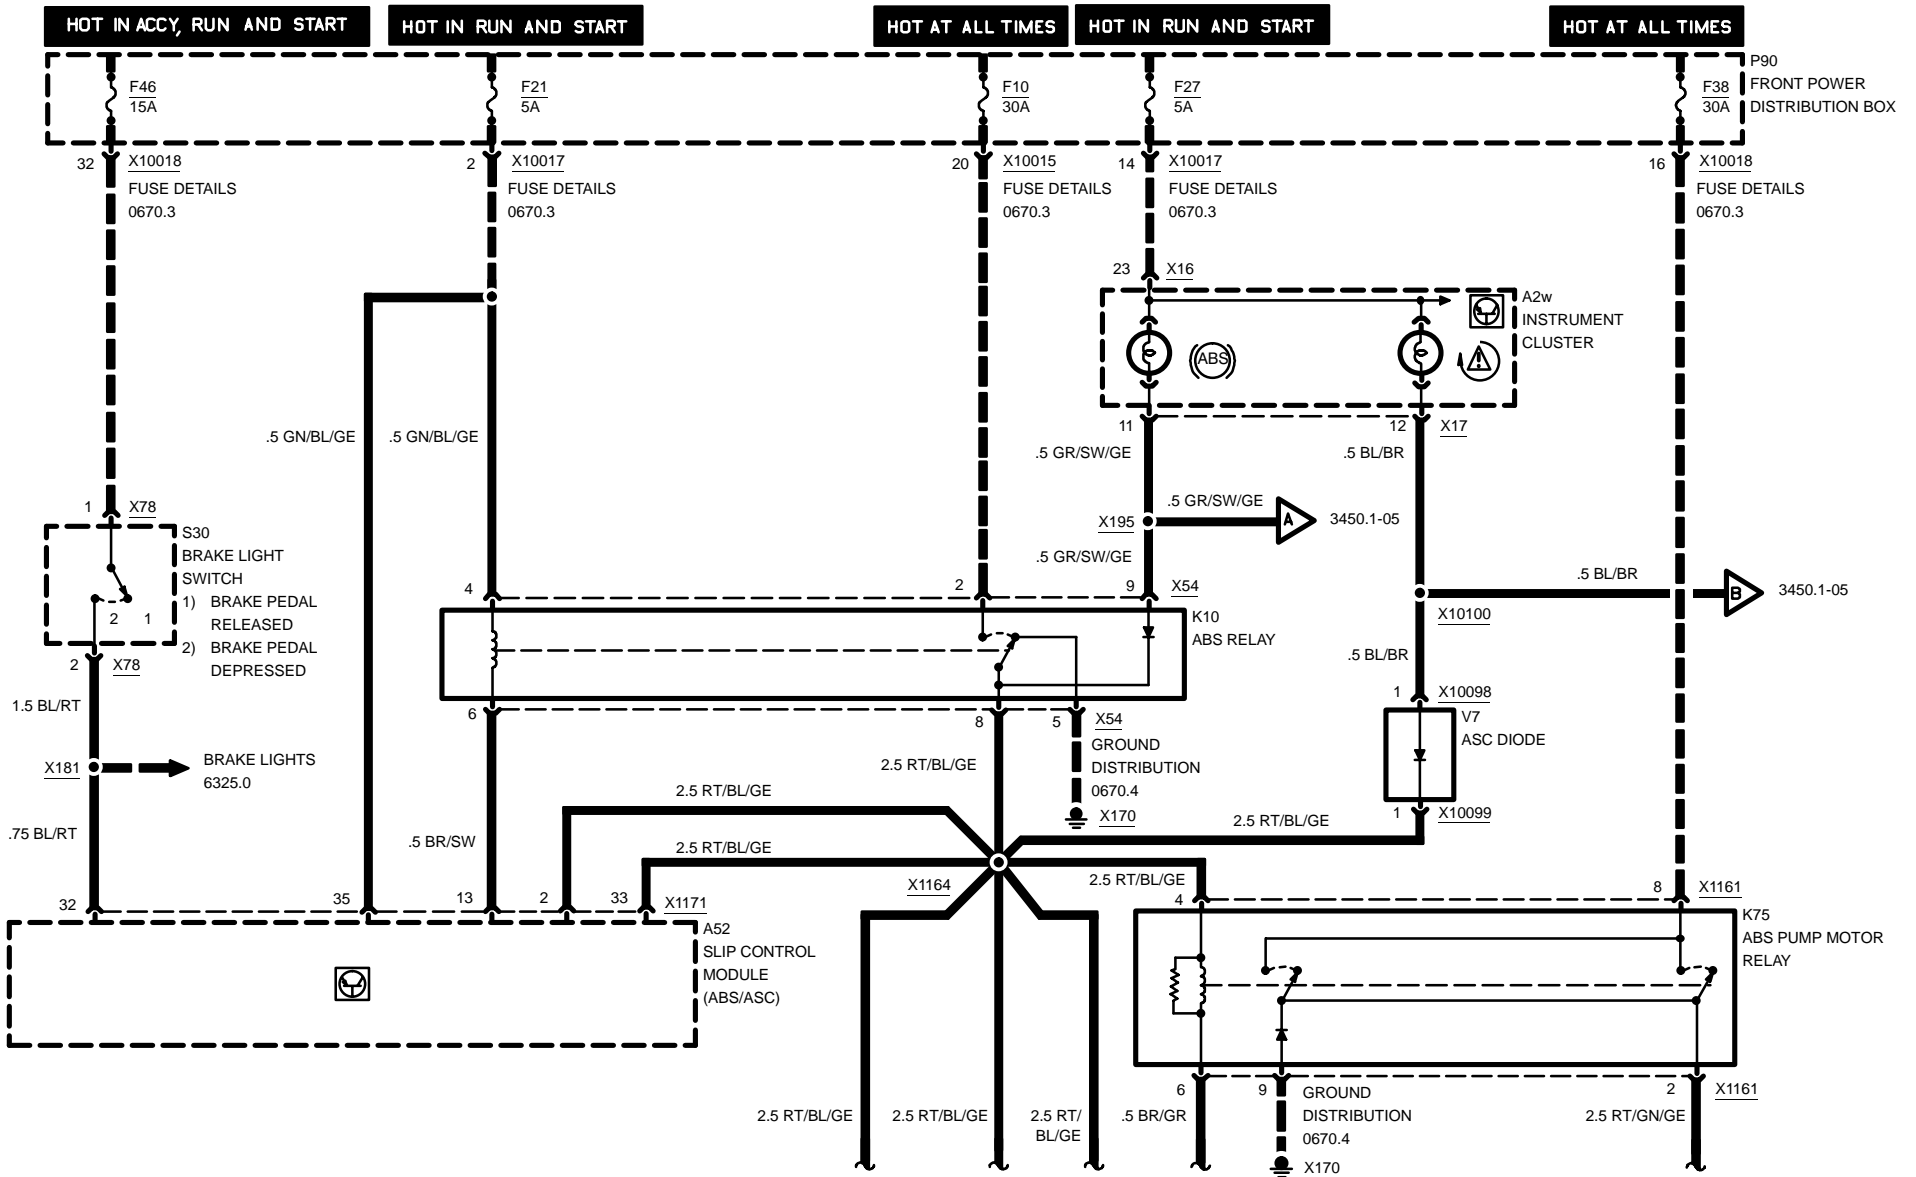 HOT IN ACCY, RUN AND START
HOT IN RUN AND START
HOT AT ALL TIMES
HOT IN RUN AND START
HOT AT ALL TIMES
F46
15A
F21
5A
F10
30A
F27
5A
F38
30A
P90
FRONT POWER
DISTRIBUTION BOX
32
X10018
FUSE DETAILS
0670.3
2
X10017
FUSE DETAILS
0670.3
20
X10015
FUSE DETAILS
0670.3
14
X10017
FUSE DETAILS
0670.3
16
X10018
FUSE DETAILS
0670.3
23
X16
A2w
INSTRUMENT
CLUSTER
ABS
!
.5 GN/BL/GE
.5 GN/BL/GE
11
12
X17
.5 GR/SW/GE
.5 BL/BR
1
X78
X195
.5 GR/SW/GE
A
3450.1-05
S30
BRAKE LIGHT
SWITCH
1) BRAKE PEDAL
RELEASED
2) BRAKE PEDAL
DEPRESSED
2
1
.5 GR/SW/GE
4
2
9
X54
.5 BL/BR
B
3450.1-05
X10100
K10
ABS RELAY
.5 BL/BR
2
X78
1.5 BL/RT
1
X10098
V7
ASC DIODE
6
8
5
X54
GROUND
DISTRIBUTION
0670.4
X170
2.5 RT/BL/GE
X181
BRAKE LIGHTS
6325.0
2.5 RT/BL/GE
1
X10099
2.5 RT/BL/GE
.75 BL/RT
.5 BR/SW
2.5 RT/BL/GE
X1164
2.5 RT/BL/GE
32
35
13
2
33
X1171
4
8
X1161
A52
SLIP CONTROL
MODULE
(ABS/ASC)
K75
ABS PUMP MOTOR
RELAY
6
9
GROUND
DISTRIBUTION
0670.4
X170
2
X1161
2.5 RT/BL/GE
2.5 RT/BL/GE
2.5 RT/
BL/GE
.5 BR/GR
2.5 RT/GN/GE